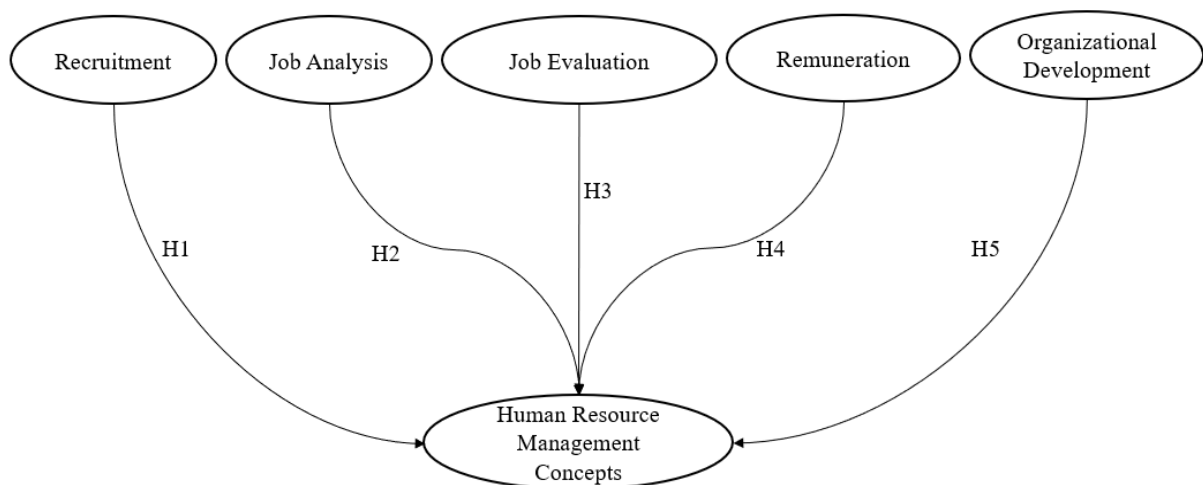 Recruitment
Job Analysis
Job Evaluation
Remuneration
Organizational
Development
H1
H2
H3
H4
H5
Human Resource
Management
Concepts